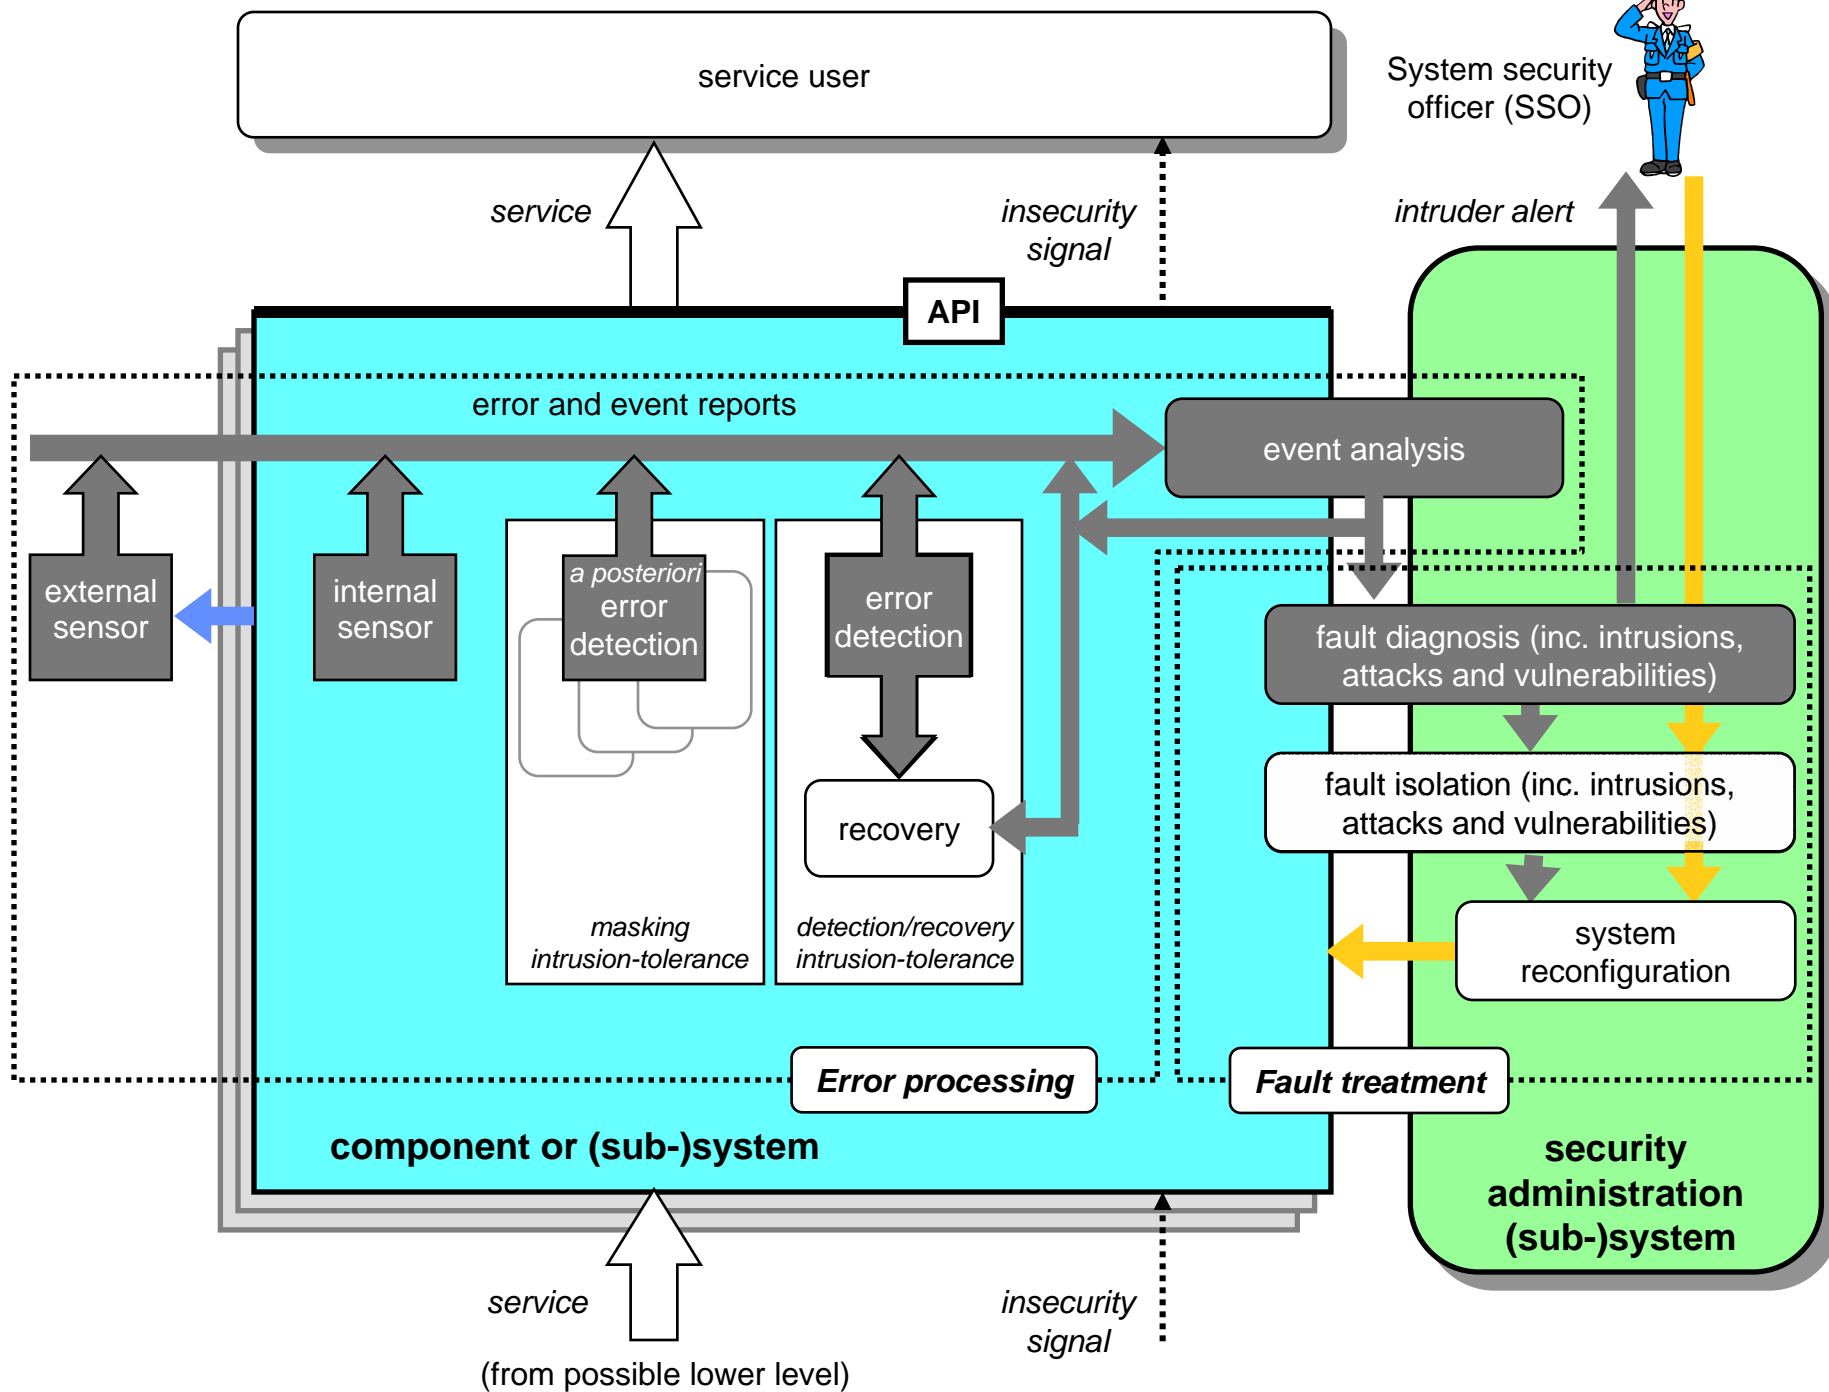 service user
System security
officer (SSO)
service
insecurity
signal
intruder alert
API
error and event reports
event analysis
external
sensor
internal
sensor
a posteriori
error
detection
error
detection
fault diagnosis (inc. intrusions,
attacks and vulnerabilities)
fault isolation (inc. intrusions,
attacks and vulnerabilities)
recovery
masking
intrusion-tolerance
detection/recovery
intrusion-tolerance
system
reconfiguration
Error processing
Fault treatment
component or (sub-)system
security
administration
(sub-)system
service
insecurity
signal
(from possible lower level)